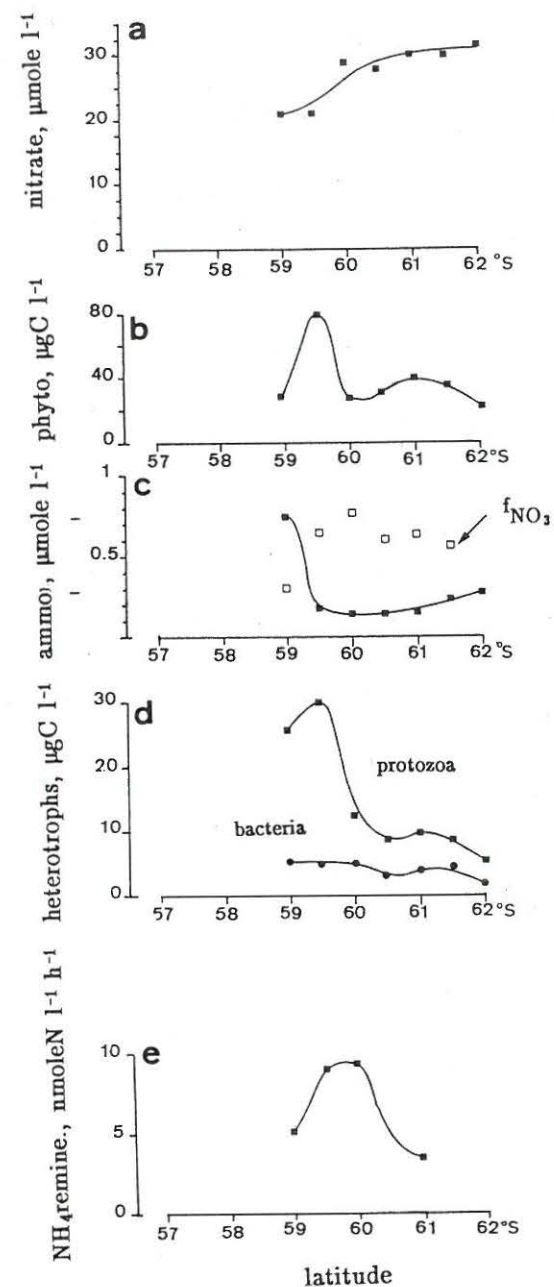 a
nitrate, μmole l-1
30
20
10
0
57 58 59 60 61 62 °S
b
phyto, μgC l-1
80
40
0
57 58 59 60 61 62°S
c
μmole l-1
1
0.5
0
fNO3
57 58 59 60 61 62°S
d
heterotrophs, μgC l-1
30
20
10
0
protozoa
bacteria
57 58 59 60 61 62°S
e
NH4remine., nmoleN l-1 h-1
10
5
0
57 58 59 60 61 62°S
latitude